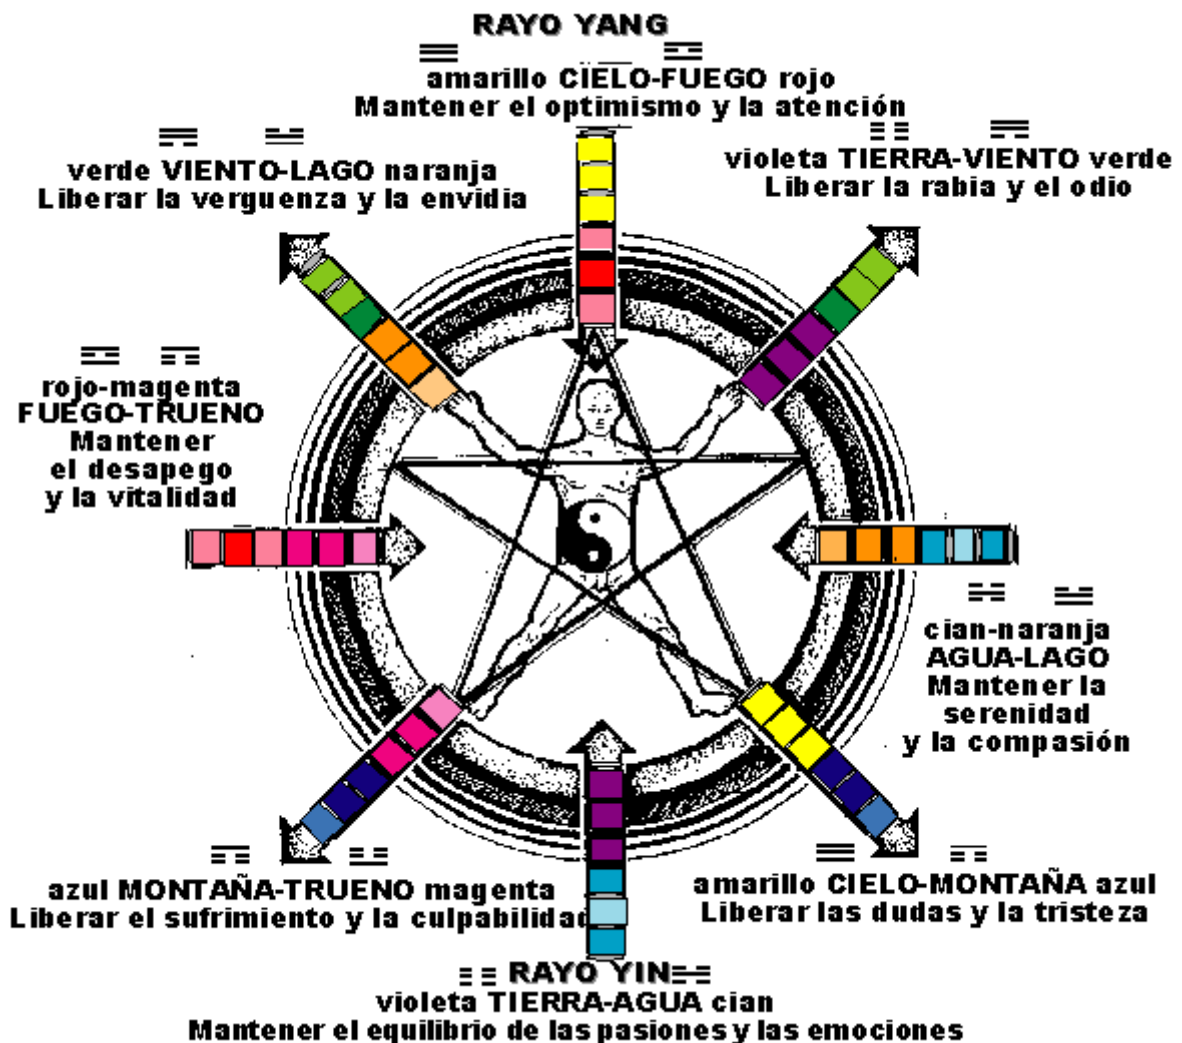 RAYO YANG
amarillo CIELO-FUEGO rojo
Mantener el optimismo y la atención
verde VIENTO-LAGO naranja
Liberar la verguenza y la envidia
violeta TIERRA-VIENTO verde
Liberar la rabia y el odio
rojo-magenta
FUEGO-TRUENO
Mantener
el desapego
y la vitalidad
cian-naranja
AGUA-LAGO
Mantener la
serenidad
y la compasión
azul MONTAÑA-TRUENO magenta
Liberar el sufrimiento y la culpabilidad
amarillo CIELO-MONTAÑA azul
Liberar las dudas y la tristeza
RAYO YIN
violeta TIERRA-AGUA cian
Mantener el equilibrio de las pasiones y las emociones